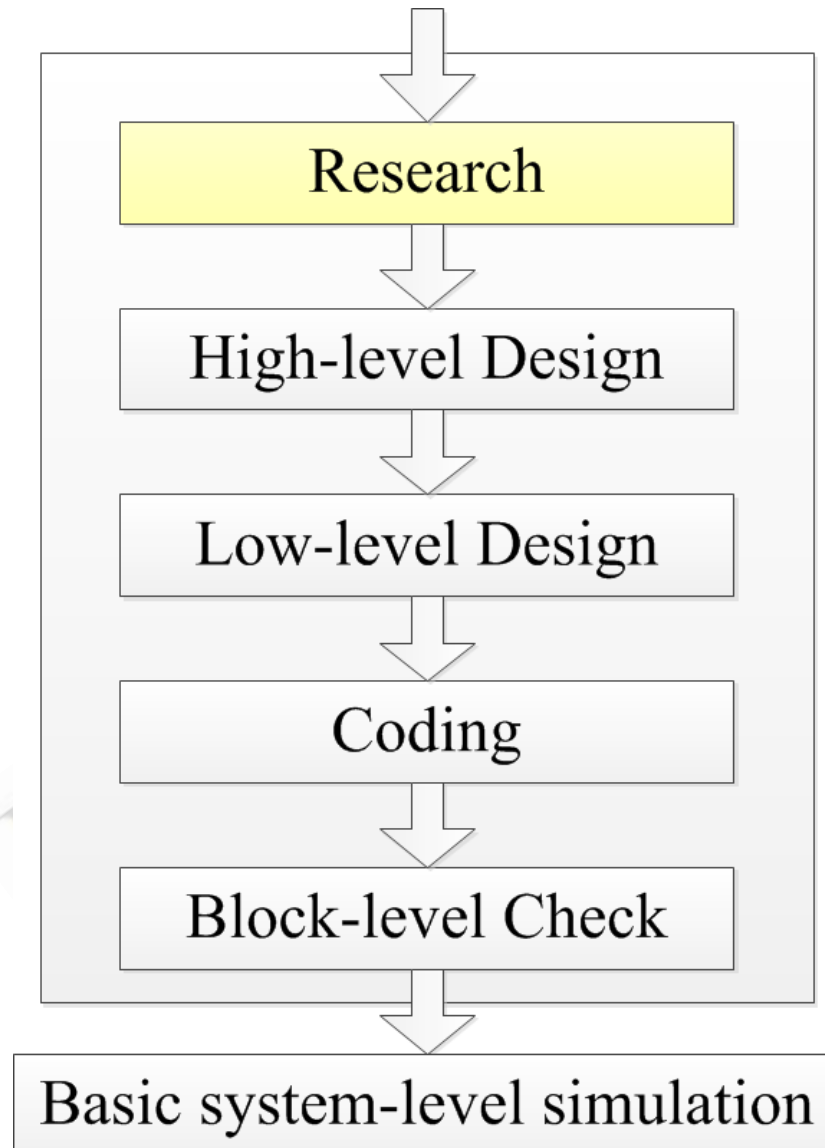 Research
High-level Design
Low-level Design
Coding
Block-level Check
Basic system-level simulation